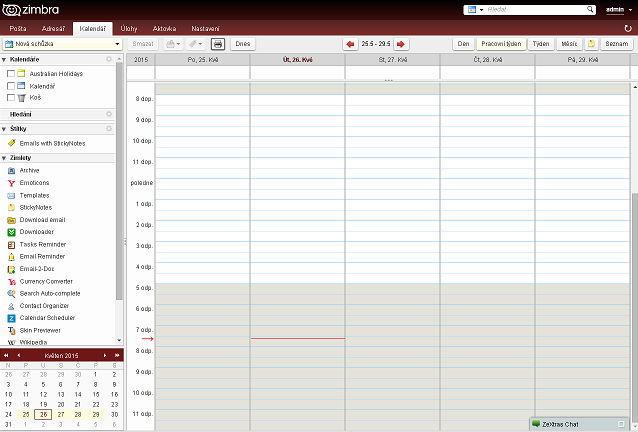 zimbra
Hledat
admin
Pošta Adresář Kalendář Úlohy Aktovka Nastavení
Nová schůzka Smazat Dnes 25.5 - 29.5 Den Pracovní týden Týden Měsíc Seznam
Kalendáře
Australian Holidays
Kalendář
Koš
Hledání
Štítky
Emails with StickyNotes
Zimlety
Archive
Emoticons
Templates
StickyNotes
Download email
Downloader
Tasks Reminder
Email Reminder
Email-2-Doc
Currency Converter
Search Auto-complete
Contact Organizer
Calendar Scheduler
Skin Previewer
Wikipedia
Květen 2015
N P Ú S Č P S
26 27 28 29 30 1 2
3 4 5 6 7 8 9
10 11 12 13 14 15 16
17 18 19 20 21 22 23
24 25 26 27 28 29 30
31 1 2 3 4 5 6
2015 Po, 25. Kvě Út, 26. Kvě St, 27. Kvě Čt, 28. Kvě Pá, 29. Kvě
8 dop.
9 dop.
10 dop.
11 dop.
poledne
1 odp.
2 odp.
3 odp.
4 odp.
5 odp.
6 odp.
7 odp.
8 odp.
9 odp.
10 odp.
11 odp.
ZeXtras Chat